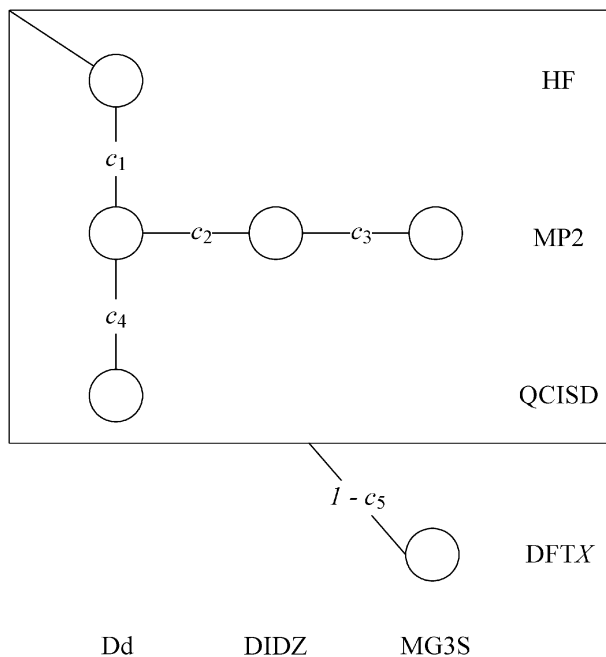 HF
c₁
c₂ c₃ MP2
c₄
QCISD
1 - c₅
DFTX
Dd DIDZ MG3S